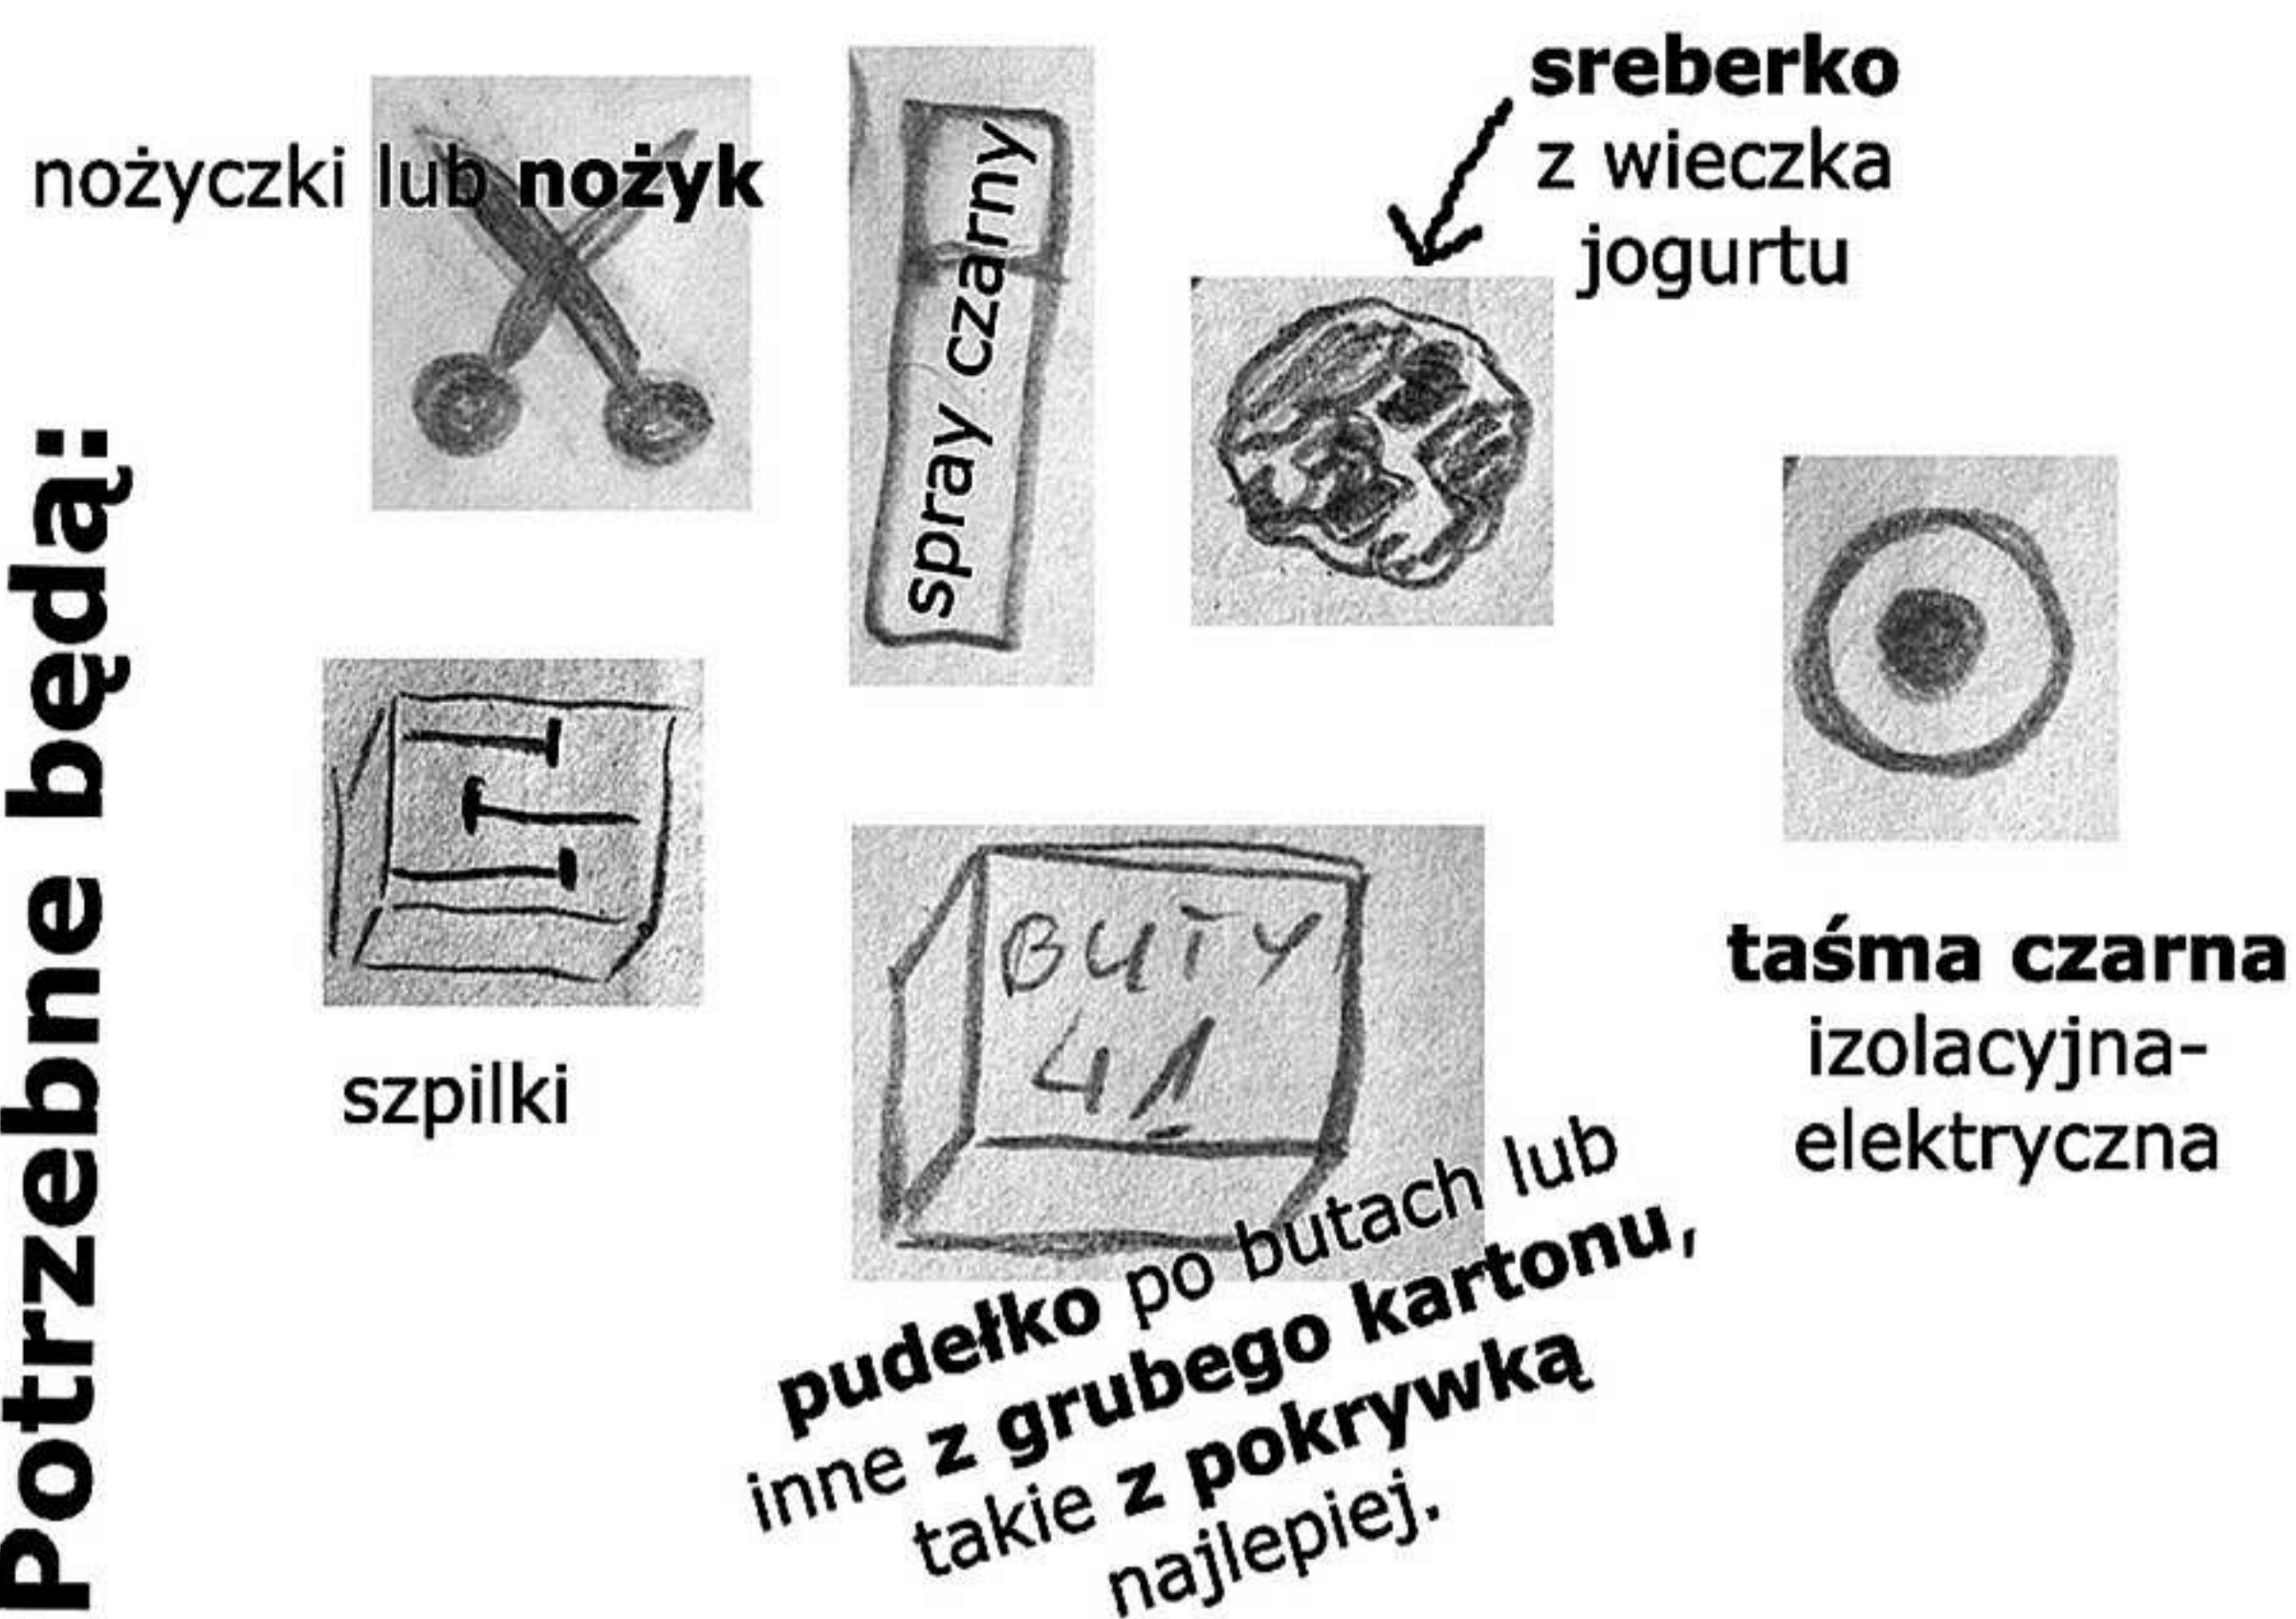 Potrzebne będą:
nożyczki lub nożyk
spray czarny
sreberko
z wieczka
jogurtu
szpilki
BUTY
41
pudełko po butach lub
inne z grubego kartonu,
takie z pokrywką
najlepiej.
taśma czarna
izolacyjna-
elektryczna